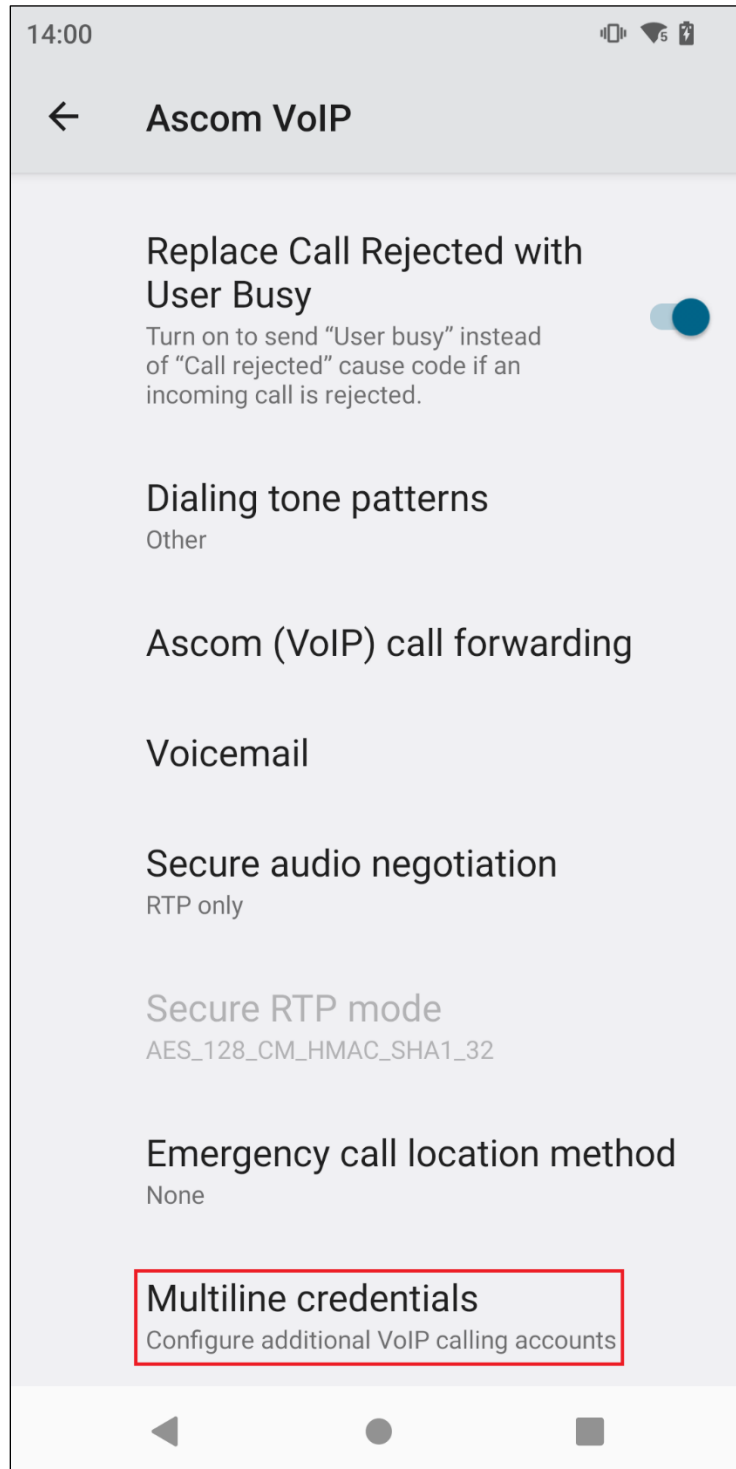 14:00
5
Ascom VoIP
Replace Call Rejected with
User Busy
Turn on to send “User busy” instead
of “Call rejected” cause code if an
incoming call is rejected.
Dialing tone patterns
Other
Ascom (VoIP) call forwarding
Voicemail
Secure audio negotiation
RTP only
Secure RTP mode
AES_128_CM_HMAC_SHA1_32
Emergency call location method
None
Multiline credentials
Configure additional VoIP calling accounts